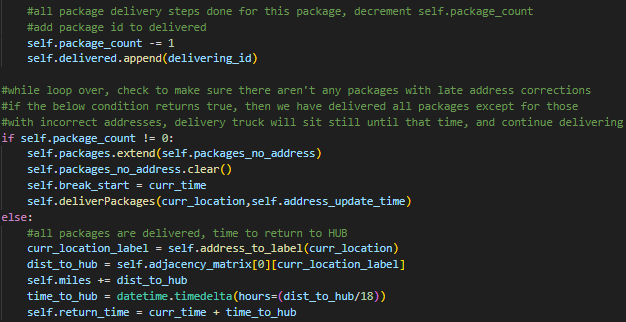 #all package delivery steps done for this package, decrement self.package_count
#add package id to delivered
self.package_count -= 1
self.delivered.append(delivering_id)
#while loop over, check to make sure there aren't any packages with late address corrections
#if the below condition returns true, then we have delivered all packages except for those
#with incorrect addresses, delivery truck will sit still until that time, and continue delivering
if self.package_count != 0:
self.packages.extend(self.packages_no_address)
self.packages_no_address.clear()
self.break_start = curr_time
self.deliverPackages(curr_location,self.address_update_time)
else:
#all packages are delivered, time to return to HUB
curr_location_label = self.address_to_label(curr_location)
dist_to_hub = self.adjacency_matrix[0][curr_location_label]
self.miles += dist_to_hub
time_to_hub = datetime.timedelta(hours=(dist_to_hub/18))
self.return_time = curr_time + time_to_hub